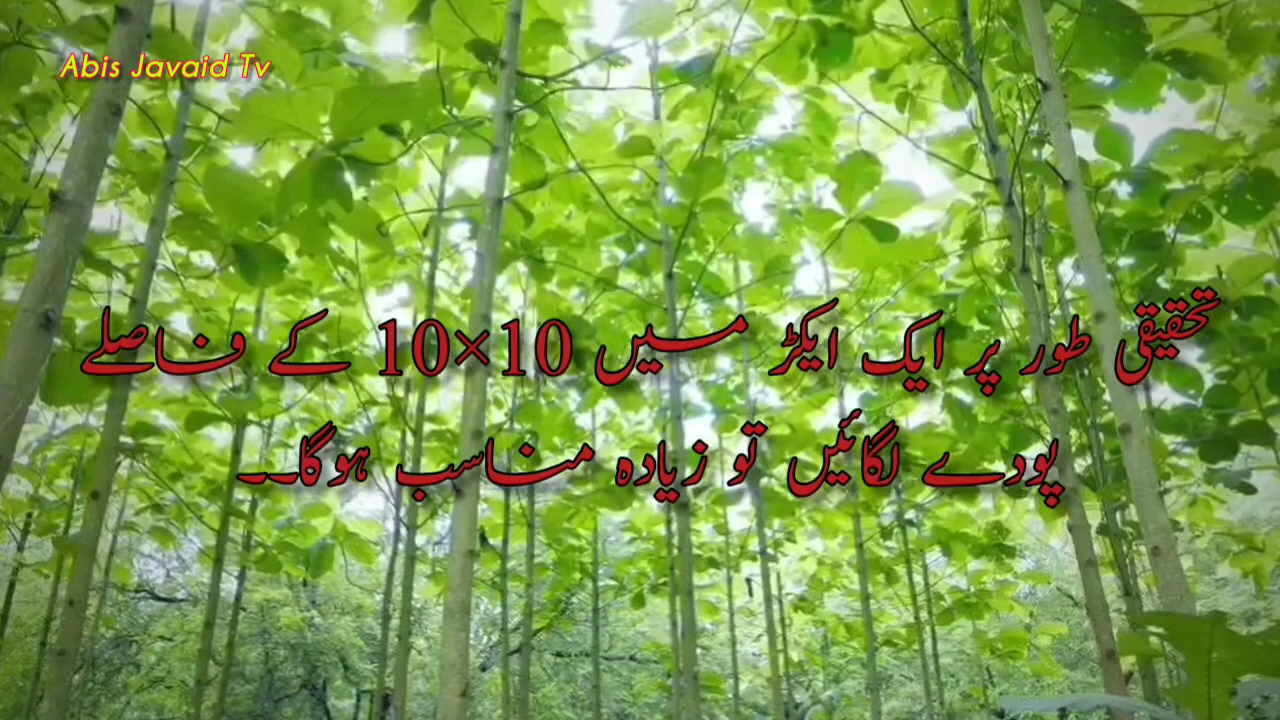 Abis Javaid Tv
تحقیقی طور پر ایک ایکڑ میں 10×10 کے فاصلے
پودے لگائیں تو زیادہ مناسب ہوگا۔۔